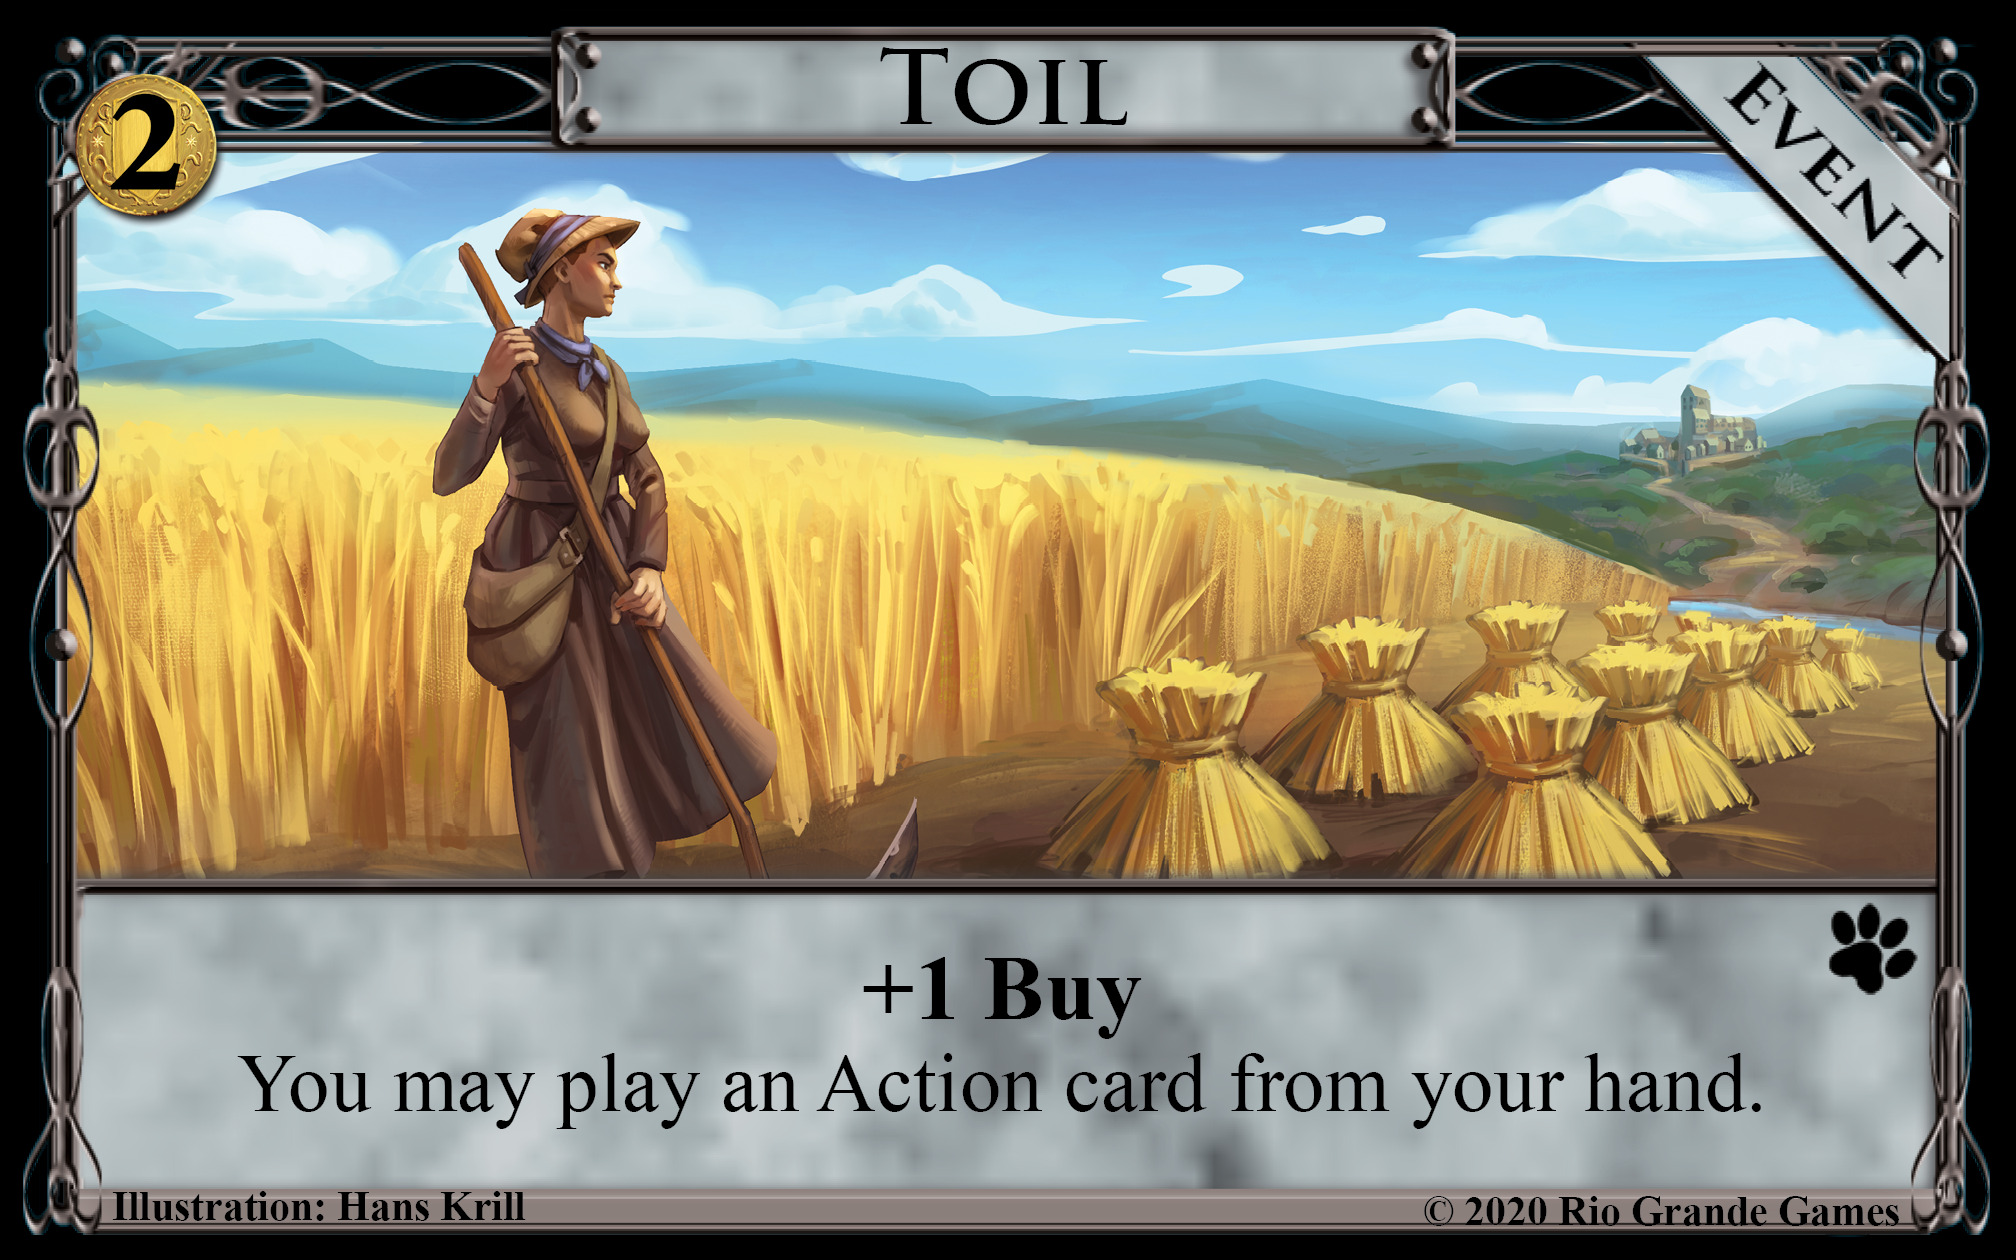 2
TOIL
EVENT
+1 Buy
You may play an Action card from your hand.
Illustration: Hans Krill
© 2020 Rio Grande Games